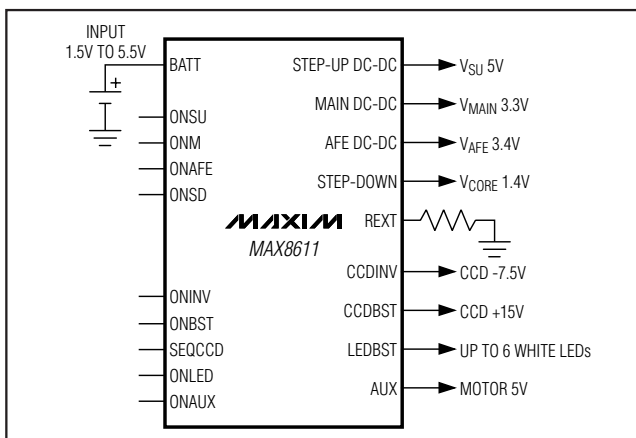 INPUT
1.5V TO 5.5V
BATT
+
ONSU
ONM
ONAFE
ONSD
ONINV
ONBST
SEQCCD
ONLED
ONAUX
MAXIM
MAX8611
STEP-UP DC-DC
MAIN DC-DC
AFE DC-DC
STEP-DOWN
REXT
CCDINV
CCDBST
LEDBST
AUX
VSU 5V
VMAIN 3.3V
VAFE 3.4V
VCORE 1.4V
CCD -7.5V
CCD +15V
UP TO 6 WHITE LEDs
MOTOR 5V